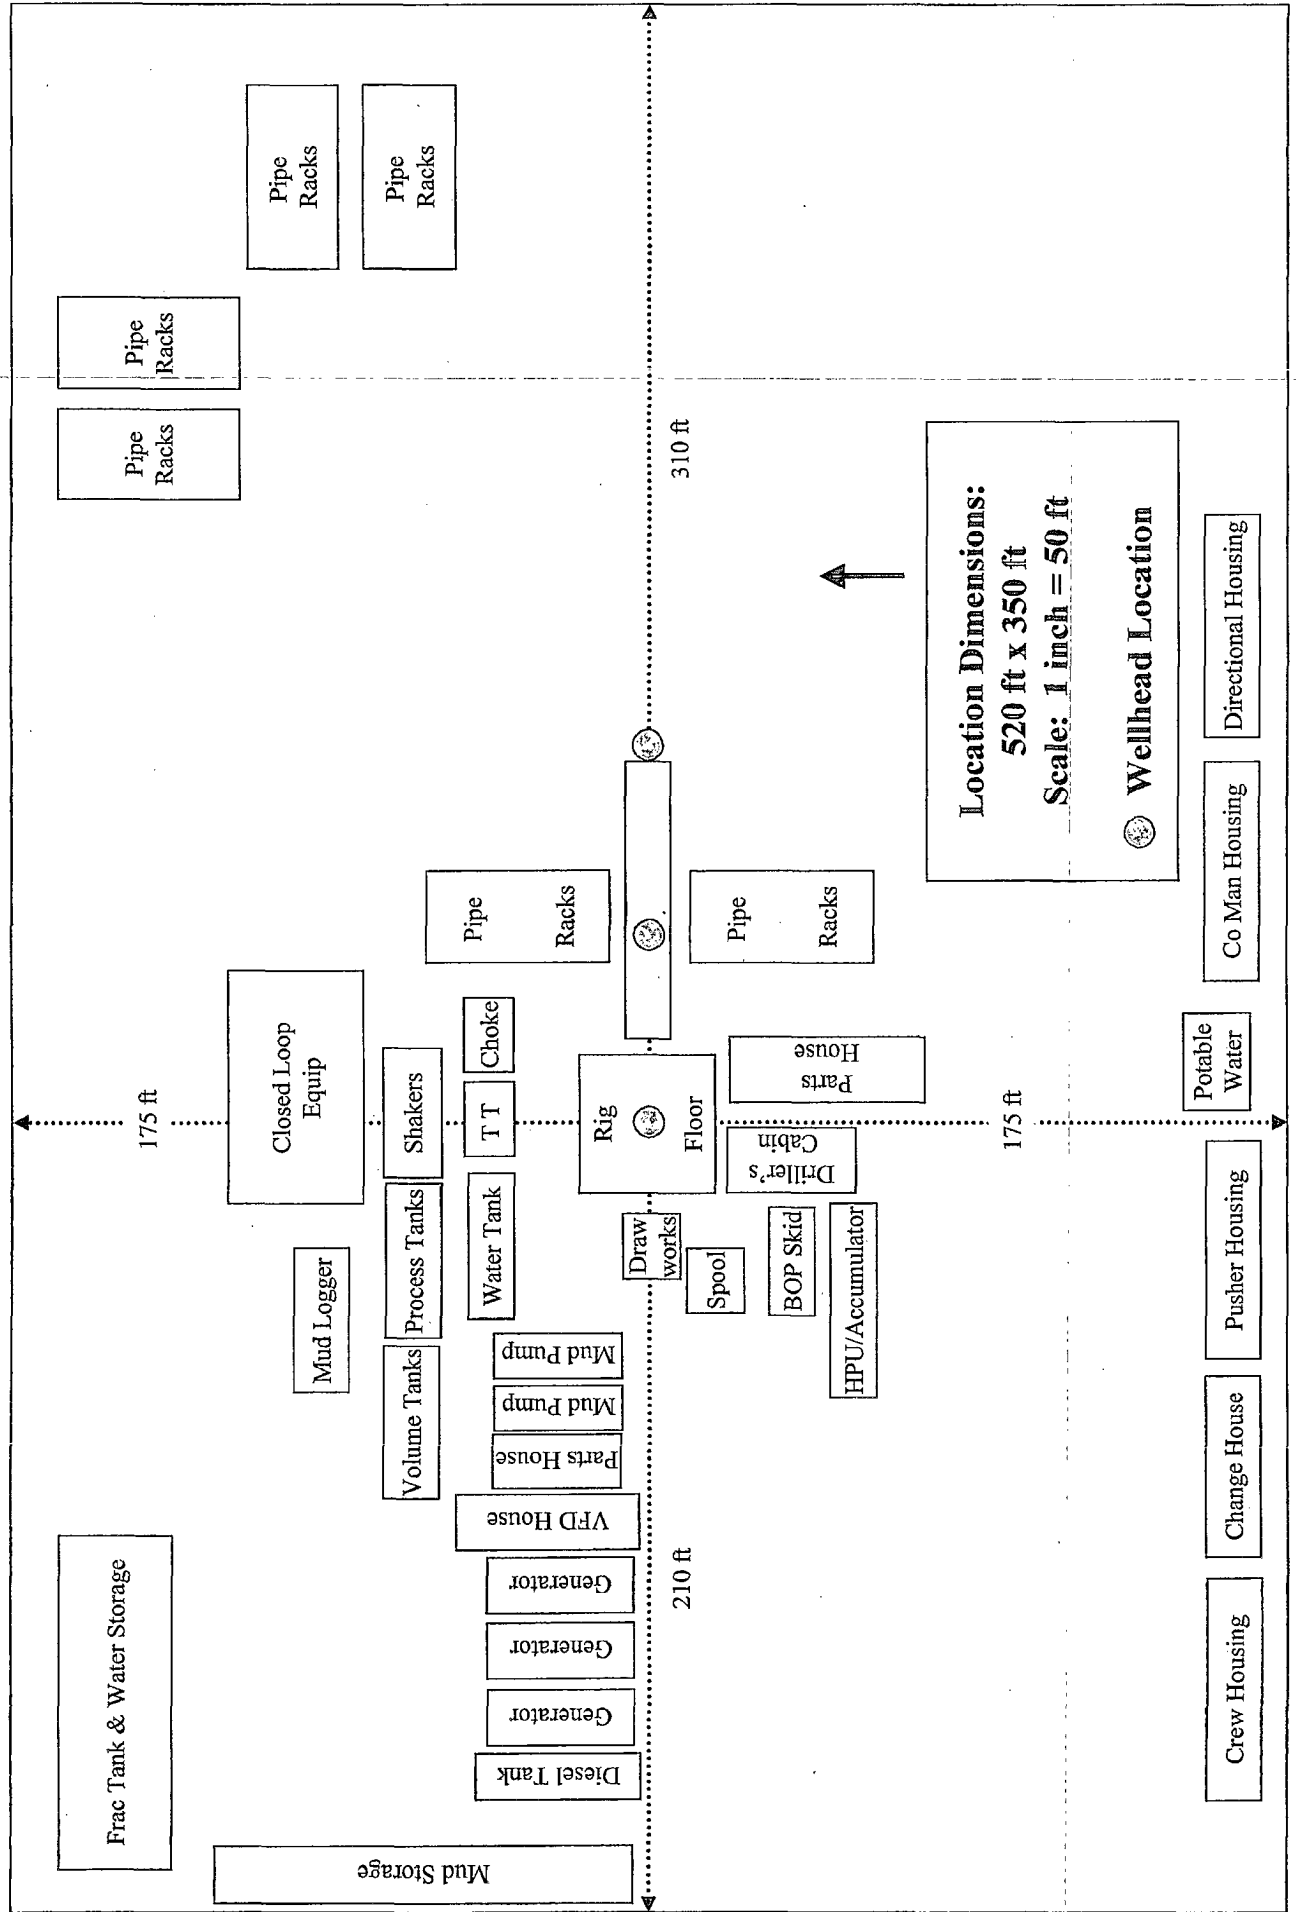 Frac Tank & Water Storage
Mud Storage
Diesel Tank
Generator
Generator
Generator
VFD House
Parts House
Mud Pump
Mud Pump
Volume Tanks
Process Tanks
Shakers
Mud Logger
Closed Loop
Equip
Water Tank
T T
Choke
175 ft
Pipe
Racks
Pipe
Racks
Pipe
Racks
Pipe
Racks
Pipe
Racks
Rig
Floor
Draw
works
Spool
BOP Skid
HPU/Accumulator
Driller's
Cabin
Parts
House
Pipe
Racks
210 ft
310 ft
175 ft
Location Dimensions:
520 ft x 350 ft
Scale: 1 inch = 50 ft
Wellhead Location
Crew Housing
Change House
Pusher Housing
Potable
Water
Co Man Housing
Directional Housing